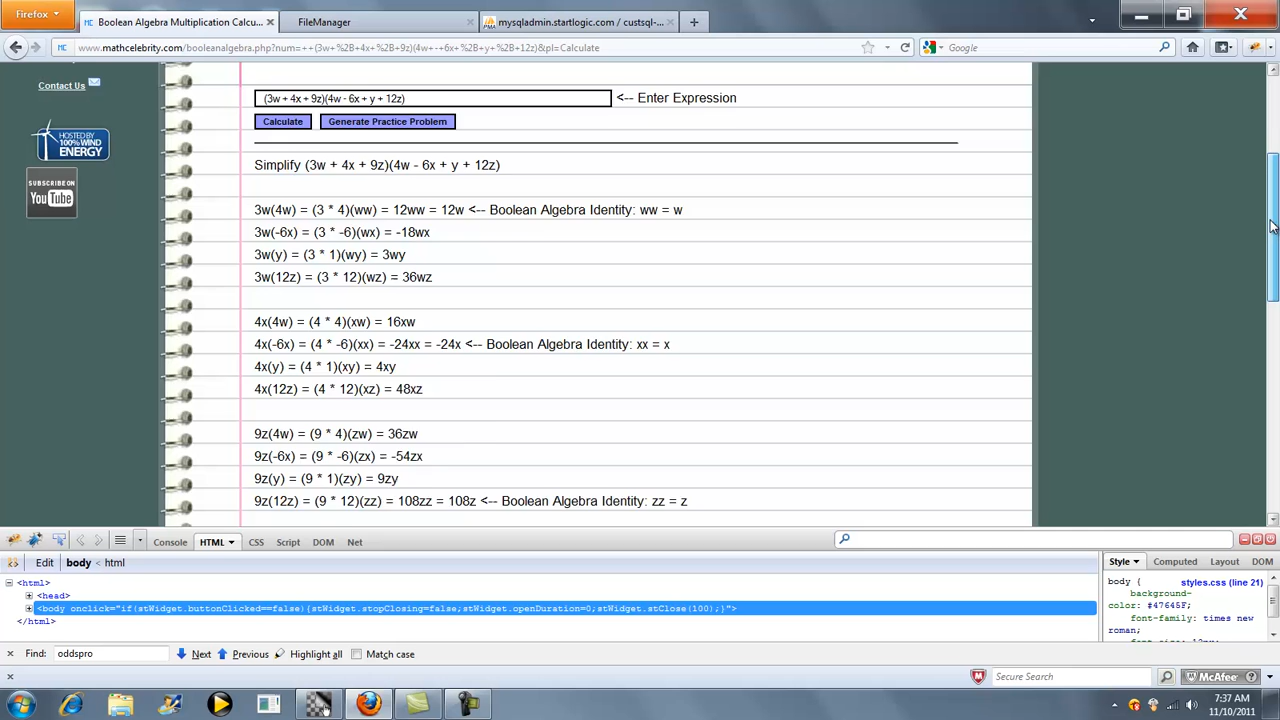 Firefox
Boolean Algebra Multiplication Calcu...
FileManager
mysqladmin.startlogic.com / custsql-...
www.mathcelebrity.com/booleanalgebra.php?num=++(3w+%2B+4x+%2B+9z)(4w+-+6x+%2B+y+%2B+12z)&pl=Calculate
Google
Contact Us
HOSTED BY
100% WIND
ENERGY
SUBSCRIBE ON
You Tube
(3w + 4x + 9z)(4w - 6x + y + 12z)
<-- Enter Expression
Calculate
Generate Practice Problem
Simplify (3w + 4x + 9z)(4w - 6x + y + 12z)
3w(4w) = (3 * 4)(ww) = 12ww = 12w <-- Boolean Algebra Identity: ww = w
3w(-6x) = (3 * -6)(wx) = -18wx
3w(y) = (3 * 1)(wy) = 3wy
3w(12z) = (3 * 12)(wz) = 36wz
4x(4w) = (4 * 4)(xw) = 16xw
4x(-6x) = (4 * -6)(xx) = -24xx = -24x <-- Boolean Algebra Identity: xx = x
4x(y) = (4 * 1)(xy) = 4xy
4x(12z) = (4 * 12)(xz) = 48xz
9z(4w) = (9 * 4)(zw) = 36zw
9z(-6x) = (9 * -6)(zx) = -54zx
9z(y) = (9 * 1)(zy) = 9zy
9z(12z) = (9 * 12)(zz) = 108zz = 108z <-- Boolean Algebra Identity: zz = z
Console HTML CSS Script DOM Net
Edit body < html
<html>
<head>
<body onclick="if(stWidget.buttonClicked==false){stWidget.stopClosing=false;stWidget.openDuration=0;stWidget.stClose(100);}">
</html>
Style Computed Layout DOM
body { styles.css (line 21)
background-
color: #47645F;
font-family: times new
roman;
Find: oddspro Next Previous Highlight all Match case
Secure Search
McAfee
7:37 AM
11/10/2011